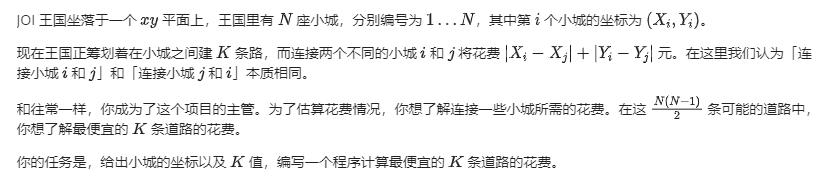 JOI 王国坐落于一个 xy 平面上，王国里有 N 座小城，分别编号为 1…N，其中第 i 个小城的坐标为 (X_i, Y_i)。
现在王国正筹划着在小城之间建 K 条路，而连接两个不同的小城 i 和 j 将花费 |X_i − X_j| + |Y_i − Y_j| 元。在这里我们认为「连
接小城 i 和 j」和「连接小城 j 和 i」本质相同。
和往常一样，你成为了这个项目的主管。为了估算花费情况，你想了解连接一些小城所需的花费。在这 \frac{N(N-1)}{2} 条可能的道路中，
你想了解最便宜的 K 条道路的花费。
你的任务是，给出小城的坐标以及 K 值，编写一个程序计算最便宜的 K 条道路的花费。